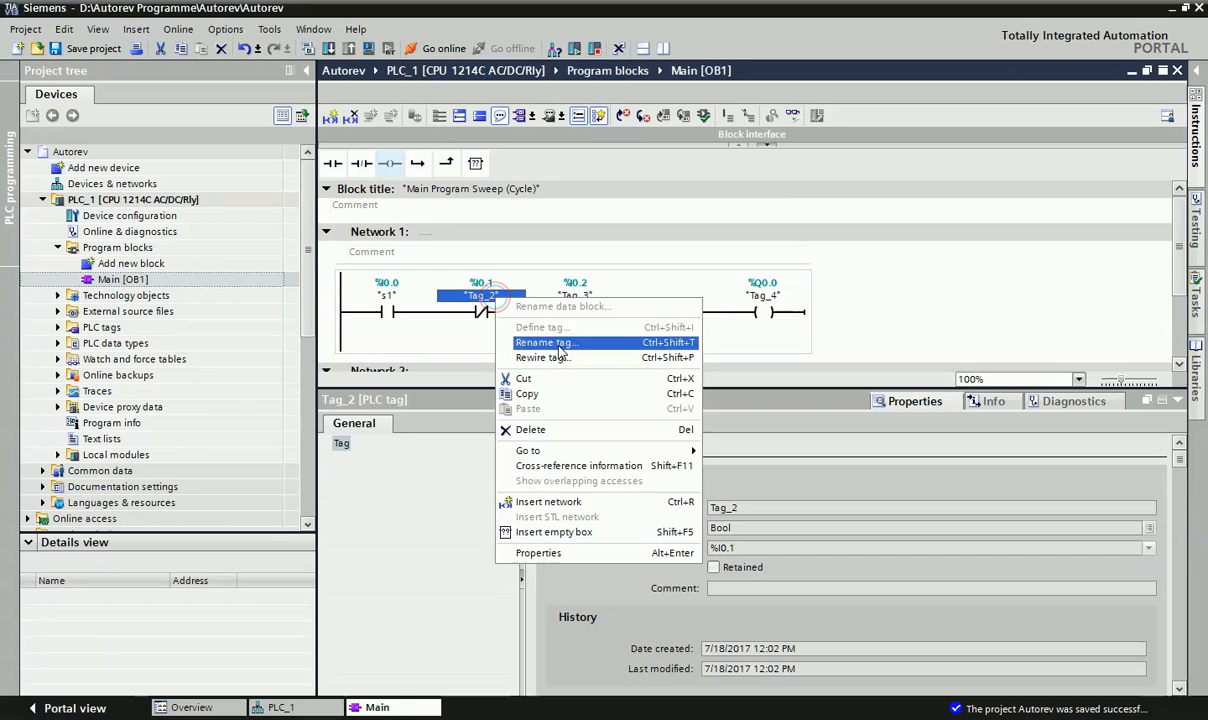 Siemens - D:\Autorev Programme\Autorev\Autorev
Project Edit View Insert Online Options Tools Window Help
Totally Integrated Automation
PORTAL
Save project Go online Go offline
Project tree
Autorev PLC_1 [CPU 1214C AC/DC/Rly] Program blocks Main [OB1]
Devices
PLC programming
Block interface
Autorev
Add new device
Devices & networks
PLC_1 [CPU 1214C AC/DC/Rly]
Device configuration
Online & diagnostics
Program blocks
Add new block
Main [OB1]
Technology objects
External source files
PLC tags
PLC data types
Watch and force tables
Online backups
Traces
Device proxy data
Program info
Text lists
Local modules
Common data
Documentation settings
Languages & resources
Online access
Details view
Name Address
Block title: "Main Program Sweep (Cycle)"
Comment
Network 1: .....
Comment
%I0.0 %I0.1 %I0.2 %Q0.0
"s1" "Tag_2" "Tag_3" "Tag_4"
Network 2:
100%
Rename data block...
Define tag... Ctrl+Shift+I
Rename tag... Ctrl+Shift+T
Rewire tag... Ctrl+Shift+P
Cut Ctrl+X
Copy Ctrl+C
Paste Ctrl+V
Delete Del
Go to
Cross-reference information Shift+F11
Show overlapping accesses
Insert network Ctrl+R
Insert STL network
Insert empty box Shift+F5
Properties Alt+Enter
Tag_2 [PLC tag]
Properties Info Diagnostics
General
Tag
Tag_2
Bool
%I0.1
Retained
Comment:
History
Date created: 7/18/2017 12:02 PM
Last modified: 7/18/2017 12:02 PM
Instructions
Testing
Tasks
Libraries
Portal view Overview PLC_1 Main
The project Autorev was saved successf...